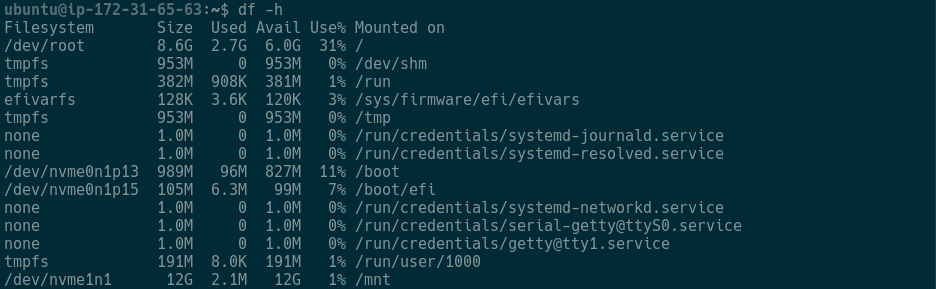 ubuntu@ip-172-31-65-63:~$ df -h
Filesystem       Size  Used Avail Use% Mounted on
/dev/root        8.6G  2.7G  6.0G  31% /
tmpfs            953M     0  953M   0% /dev/shm
tmpfs            382M  908K  381M   1% /run
efivarfs         128K  3.6K  120K   3% /sys/firmware/efi/efivars
tmpfs            953M     0  953M   0% /tmp
none             1.0M     0  1.0M   0% /run/credentials/systemd-journald.service
none             1.0M     0  1.0M   0% /run/credentials/systemd-resolved.service
/dev/nvme0n1p13  989M   96M  827M  11% /boot
/dev/nvme0n1p15  105M  6.3M   99M   7% /boot/efi
none             1.0M     0  1.0M   0% /run/credentials/systemd-networkd.service
none             1.0M     0  1.0M   0% /run/credentials/serial-getty@ttyS0.service
none             1.0M     0  1.0M   0% /run/credentials/getty@tty1.service
tmpfs            191M  8.0K  191M   1% /run/user/1000
/dev/nvme1n1      12G  2.1M   12G   1% /mnt